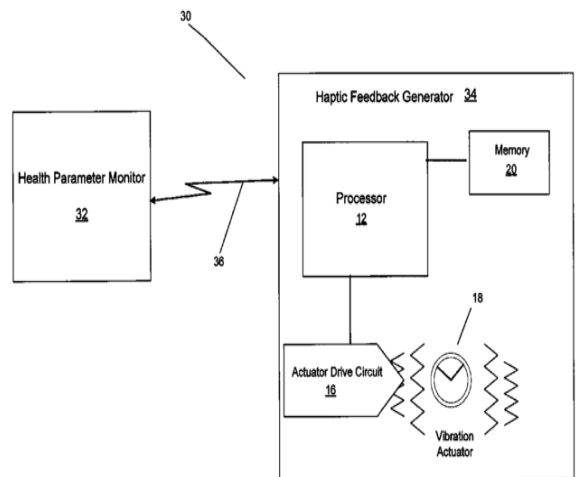 30
Haptic Feedback Generator 34
Health Parameter Monitor
32
Processor
12
Memory
20
36
18
Actuator Drive Circuit
16
Vibration
Actuator